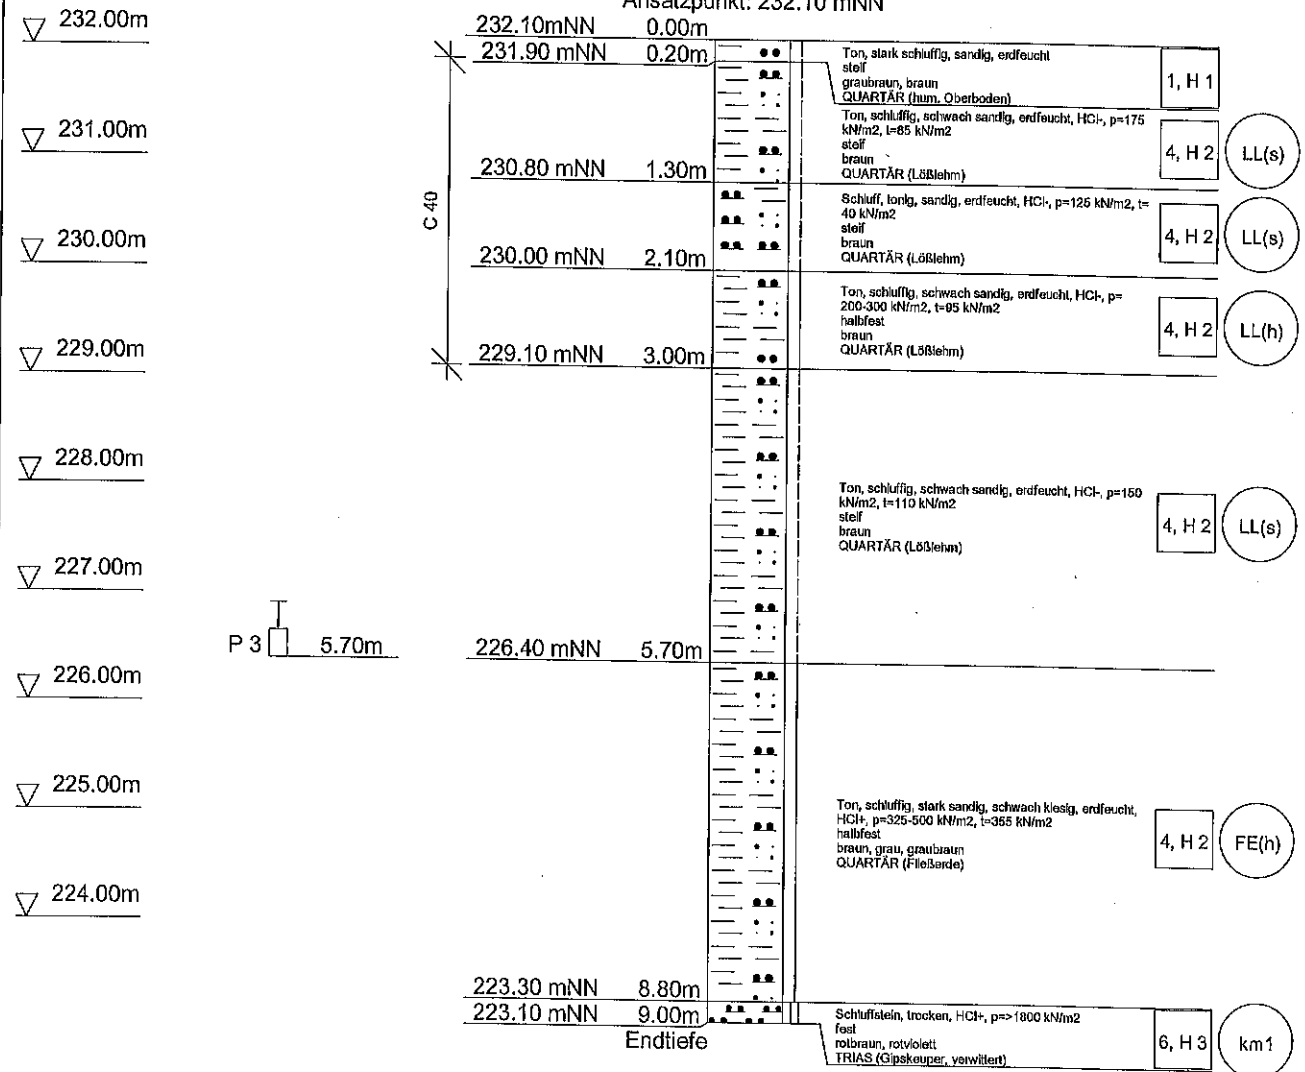 Ansatzpunkt: 232.10 mNN
232.00m
232.10mNN 0.00m
231.90 mNN 0.20m
Ton, stark schluffig, sandig, erdfeucht
steif
graubraun, braun
QUARTÄR (hum. Oberboden)
1, H 1
231.00m
Ton, schluffig, schwach sandig, erdfeucht, HCl-, p=175
kN/m2, t=85 kN/m2
steif
braun
QUARTÄR (Lößlehm)
4, H 2
LL(s)
230.80 mNN 1.30m
C 40
Schluff, tonig, sandig, erdfeucht, HCl-, p=125 kN/m2, t=
40 kN/m2
steif
braun
QUARTÄR (Lößlehm)
4, H 2
LL(s)
230.00m
230.00 mNN 2.10m
Ton, schluffig, schwach sandig, erdfeucht, HCl-, p=
200-300 kN/m2, t=95 kN/m2
halbfest
braun
QUARTÄR (Lößlehm)
4, H 2
LL(h)
229.00m
229.10 mNN 3.00m
228.00m
Ton, schluffig, schwach sandig, erdfeucht, HCl-, p=150
kN/m2, t=110 kN/m2
steif
braun
QUARTÄR (Lößlehm)
4, H 2
LL(s)
227.00m
P 3 5.70m
226.40 mNN 5.70m
226.00m
225.00m
Ton, schluffig, stark sandig, schwach kiesig, erdfeucht,
HCl+, p=325-500 kN/m2, t=355 kN/m2
halbfest
braun, grau, graubraun
QUARTÄR (Fließerde)
4, H 2
FE(h)
224.00m
223.30 mNN 8.80m
223.10 mNN 9.00m
Endtiefe
Schluffstein, trocken, HCl+, p=>1800 kN/m2
fest
rotbraun, rotviolett
TRIAS (Gipskeuper, verwittert)
6, H 3
km1